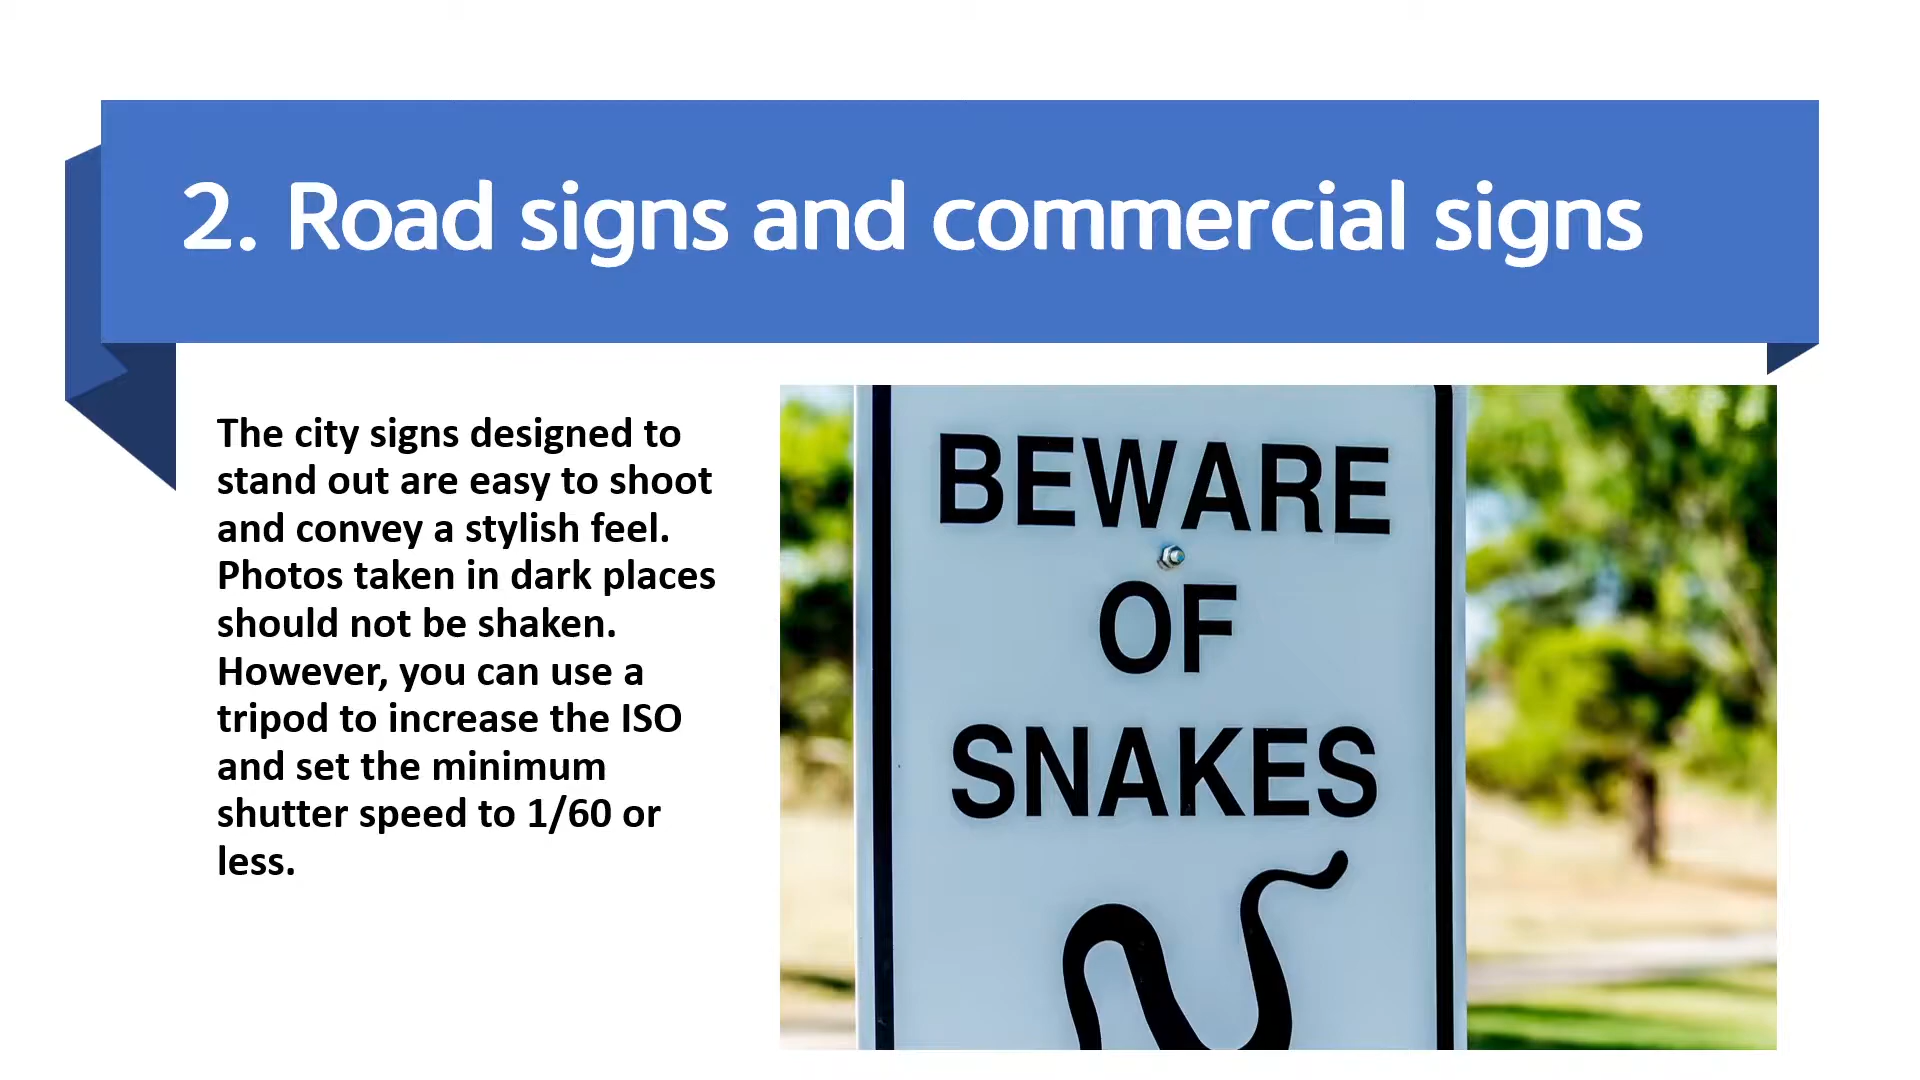 2. Road signs and commercial signs
The city signs designed to
stand out are easy to shoot
and convey a stylish feel.
Photos taken in dark places
should not be shaken.
However, you can use a
tripod to increase the ISO
and set the minimum
shutter speed to 1/60 or
less.
BEWARE
OF
SNAKES